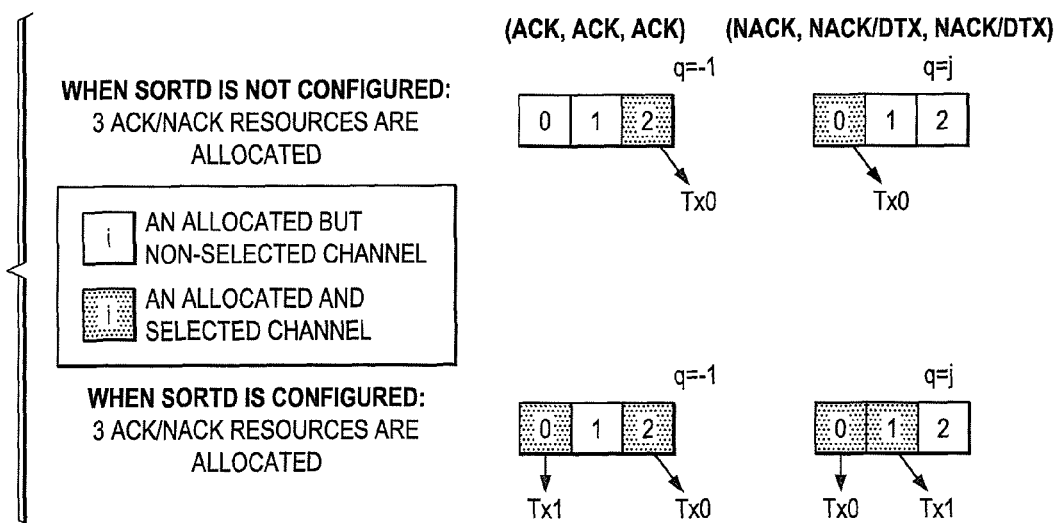 (ACK, ACK, ACK) (NACK, NACK/DTX, NACK/DTX)
WHEN SORTD IS NOT CONFIGURED:
3 ACK/NACK RESOURCES ARE
ALLOCATED
q=-1
0 1 2
Tx0
q=j
0 1 2
Tx0
i AN ALLOCATED BUT
NON-SELECTED CHANNEL
i AN ALLOCATED AND
SELECTED CHANNEL
WHEN SORTD IS CONFIGURED:
3 ACK/NACK RESOURCES ARE
ALLOCATED
q=-1
0 1 2
Tx1 Tx0
q=j
0 1 2
Tx0 Tx1